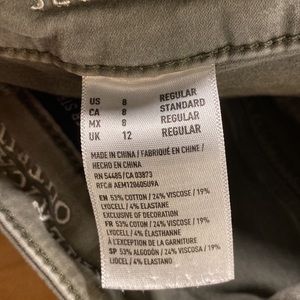 US 8 REGULAR
CA 8 STANDARD
MX 8 REGULAR
UK 12 REGULAR
MADE IN CHINA / FABRIQUÉ EN CHINE /
HECHO EN CHINA
RN 54485 / CA 03873
RFC# AEM120605U9A
EN 53% COTTON / 24% VISCOSE / 19%
LYOCELL / 4% ELASTANE
EXCLUSIVE OF DECORATION
FR 53% COTON / 24% VISCOSE / 19%
LYOCELL / 4% ÉLASTHANNE
À L'EXCEPTION DE LA GARNITURE
SP 53% ALGODÓN / 24% VISCOSA / 19%
LIOCEL / 4% ELASTANO